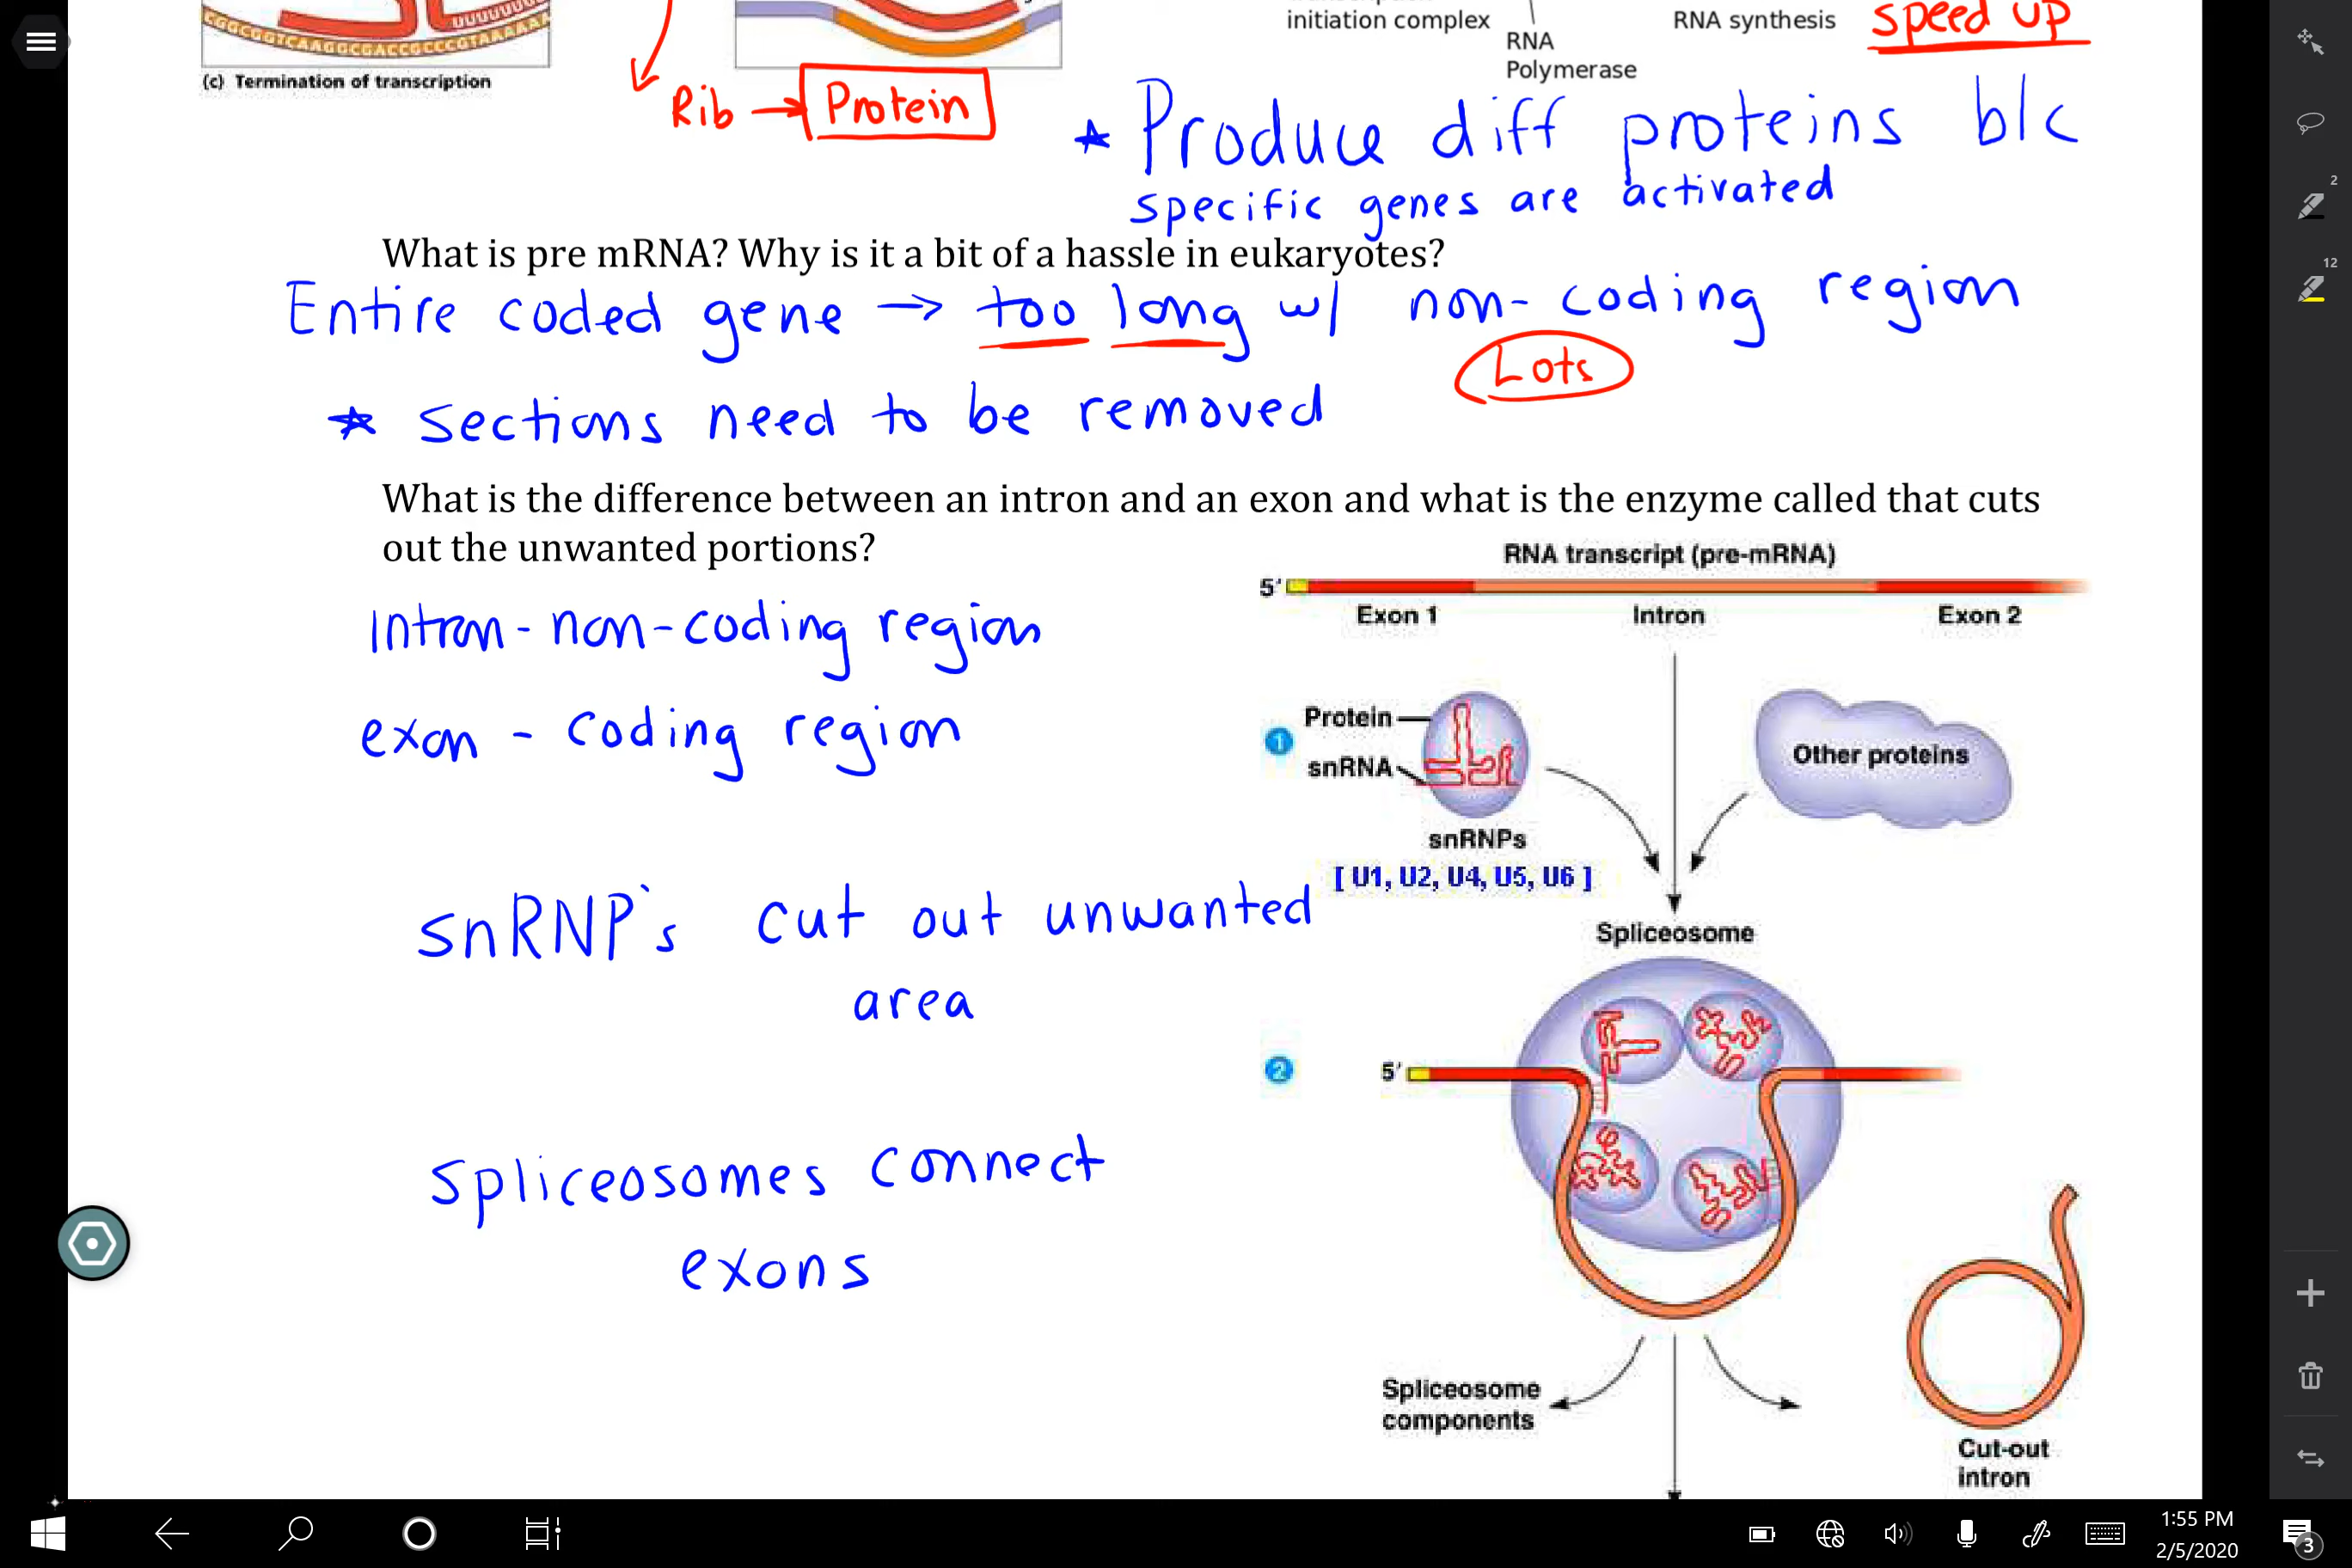 CGGCGGTCAAGGCGACCGCCCGTAAAAAA
UUUUUUU
(c) Termination of transcription
Rib → Protein
initiation complex
RNA
Polymerase
RNA synthesis
speed up
* Produce diff proteins b/c
specific genes are activated
What is pre mRNA? Why is it a bit of a hassle in eukaryotes?
Entire coded gene → too long w/ non-coding region
Lots
* sections need to be removed
What is the difference between an intron and an exon and what is the enzyme called that cuts
out the unwanted portions?
Intron - non-coding region
exon - coding region
snRNP's cut out unwanted
area
spliceosomes connect
exons
RNA transcript (pre-mRNA)
5'
Exon 1 Intron Exon 2
1
Protein
snRNA
Other proteins
snRNPs
[ U1, U2, U4, U5, U6 ]
Spliceosome
2
5'
Spliceosome
components
Cut-out
intron
2
12
1:55 PM
2/5/2020
3